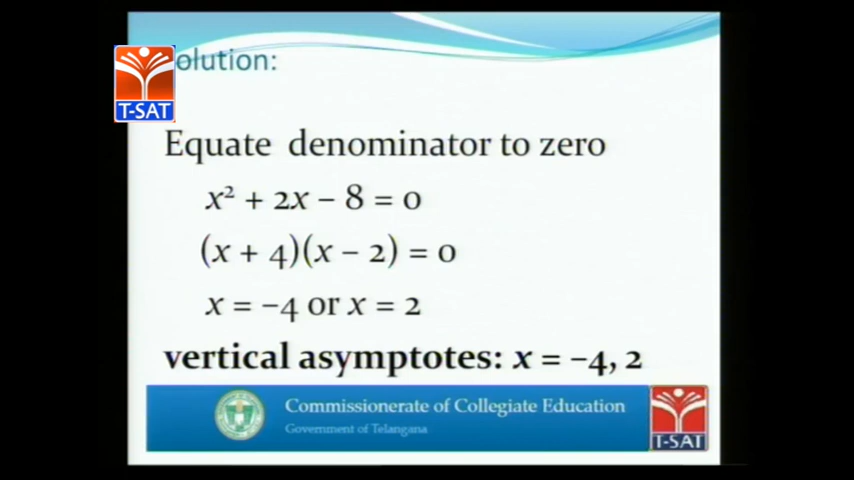 olution:
T-SAT
Equate denominator to zero
x² + 2x − 8 = 0
(x + 4)(x − 2) = 0
x = −4 or x = 2
vertical asymptotes: x = −4, 2
Commissionerate of Collegiate Education
Government of Telangana
T-SAT